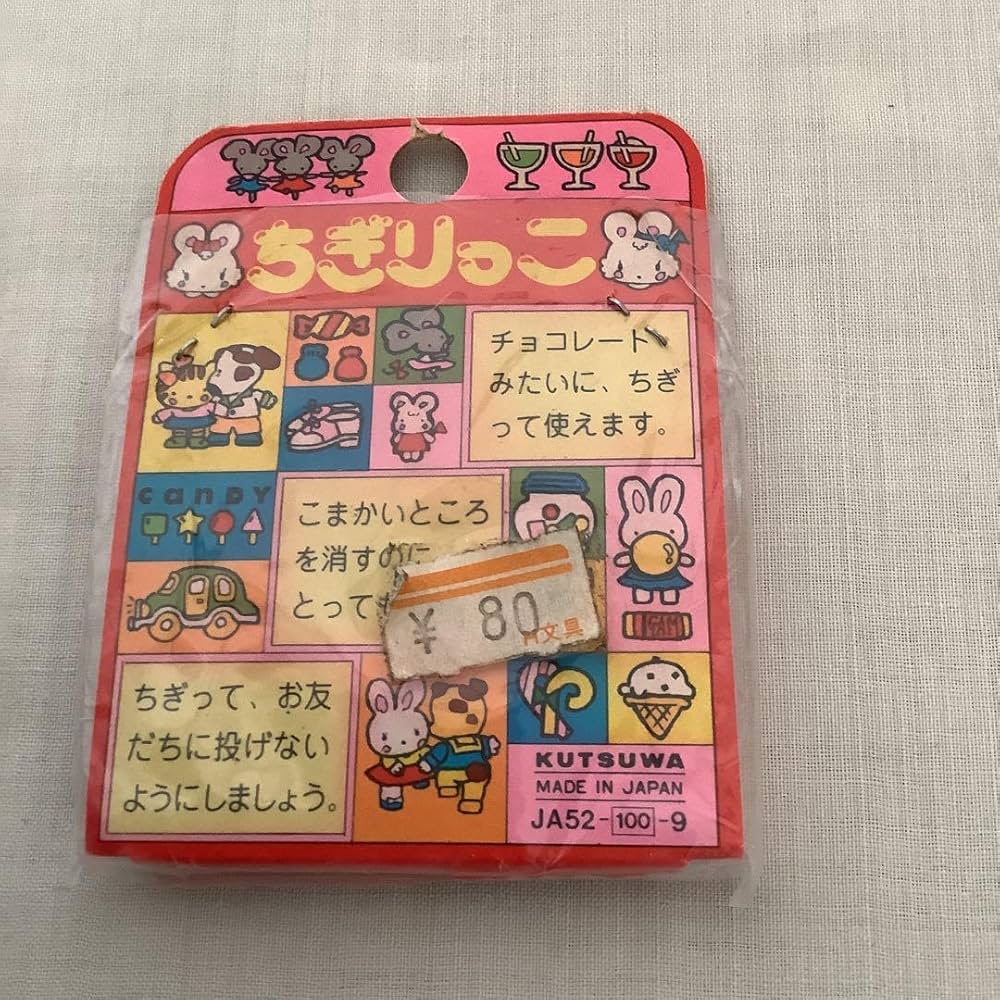 ちぎりっこ
チョコレート
みたいに、ちぎ
って使えます。
CANDY
こまかいところ
を消すのに
とって
¥ 80
文具
ちぎって、お友
だちに投げない
ようにしましょう。
KUTSUWA
MADE IN JAPAN
JA52-100-9